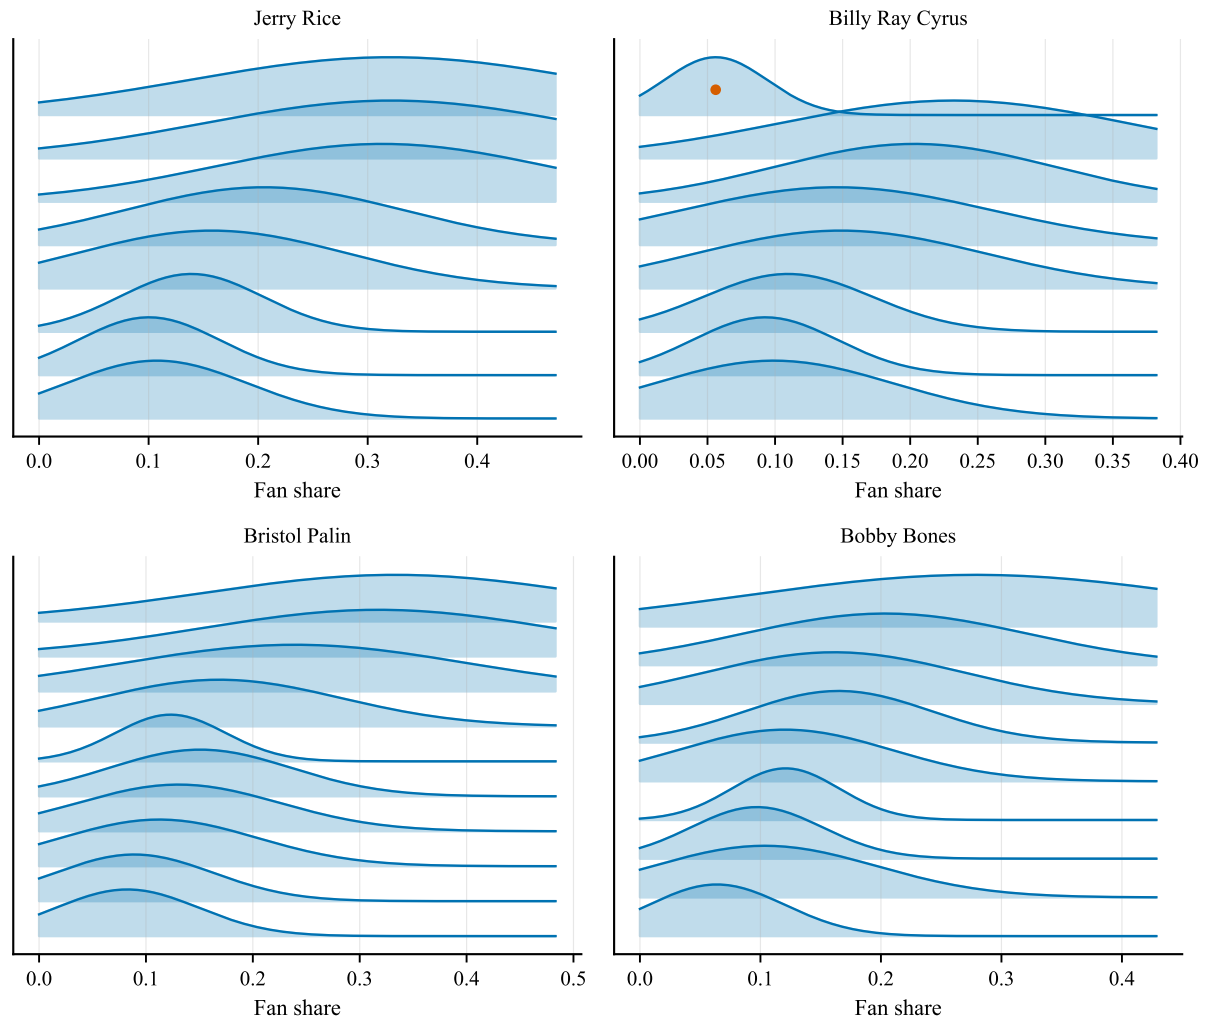 Jerry Rice
0.0 0.1 0.2 0.3 0.4
Fan share
Billy Ray Cyrus
0.00 0.05 0.10 0.15 0.20 0.25 0.30 0.35 0.40
Fan share
Bristol Palin
0.0 0.1 0.2 0.3 0.4 0.5
Fan share
Bobby Bones
0.0 0.1 0.2 0.3 0.4
Fan share